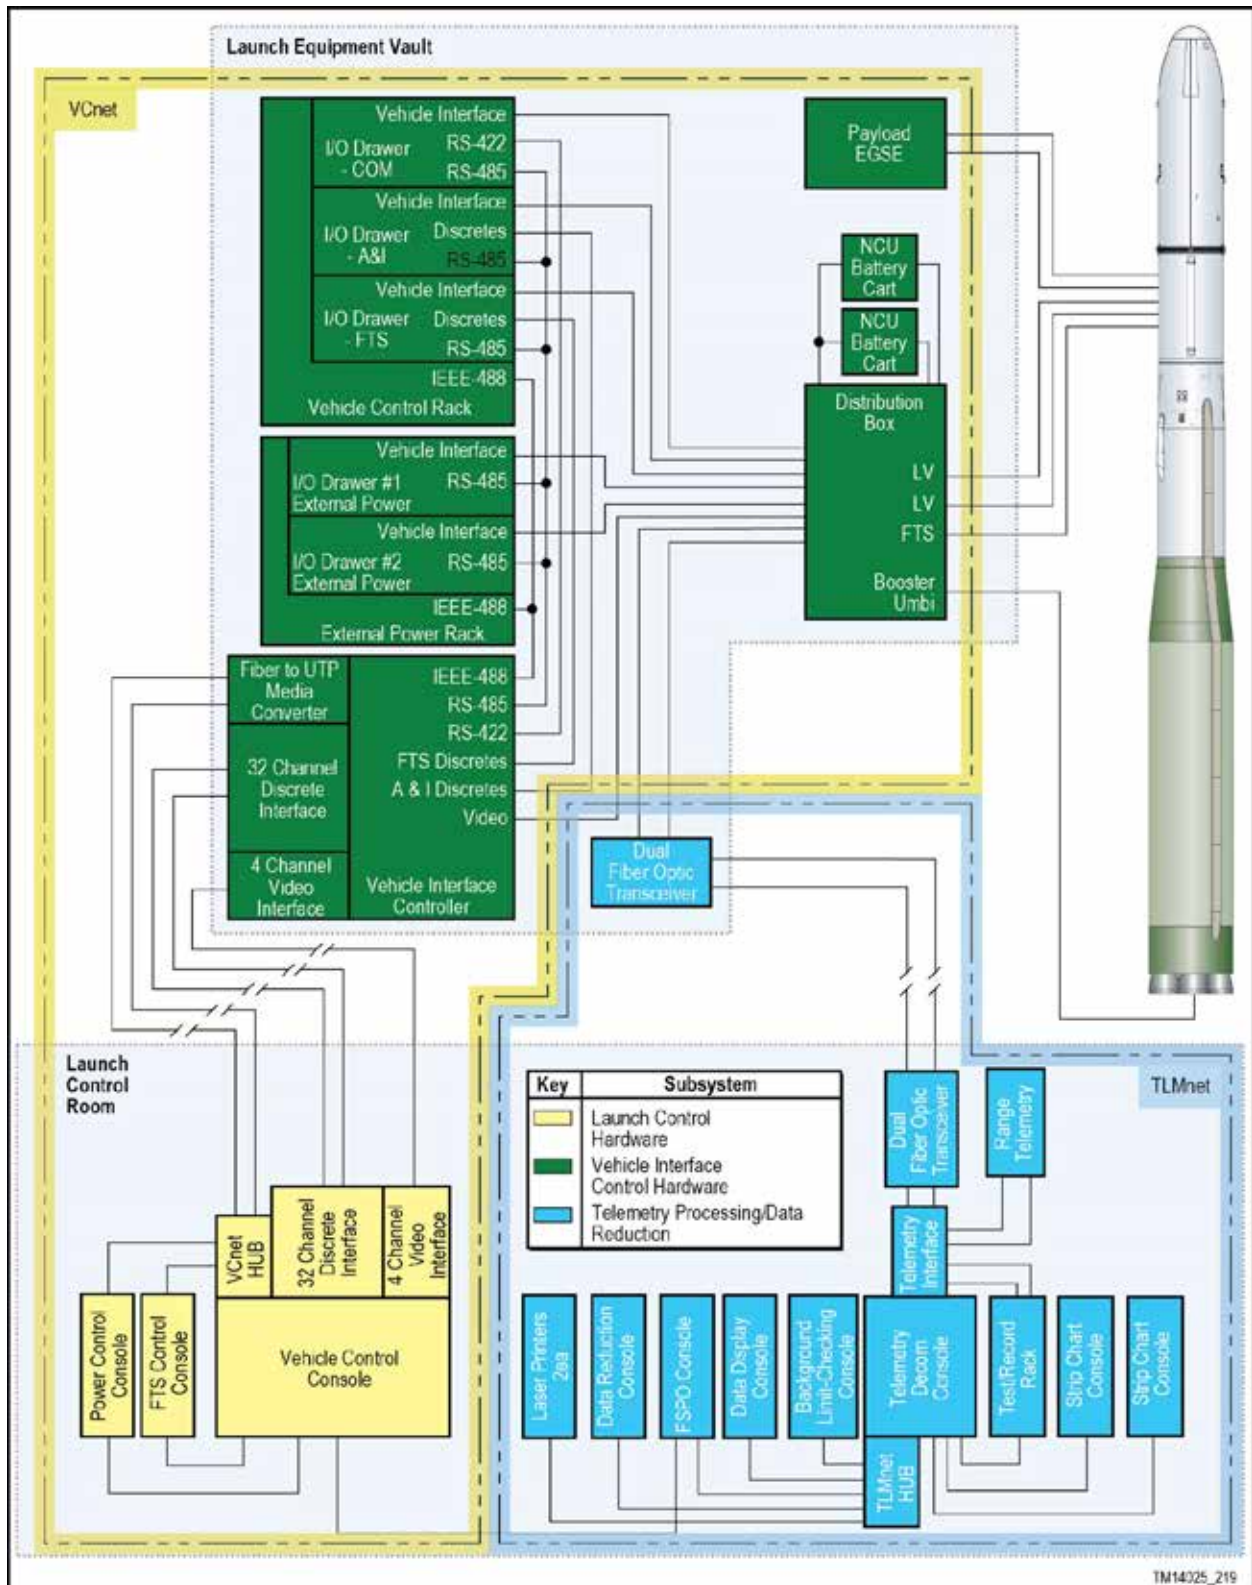 Launch Equipment Vault
VCnet
Vehicle Interface
I/O Drawer
- COM
RS-422
RS-485
Vehicle Interface
I/O Drawer
- A&I
Discretes
RS-485
Vehicle Interface
I/O Drawer
- FTS
Discretes
RS-485
IEEE-488
Vehicle Control Rack
Payload
EGSE
NCU
Battery
Cart
NCU
Battery
Cart
Distribution
Box
LV
LV
FTS
Booster
Umbi
Vehicle Interface
I/O Drawer #1
External Power
RS-485
Vehicle Interface
I/O Drawer #2
External Power
RS-485
IEEE-488
External Power Rack
Fiber to UTP
Media
Converter
32 Channel
Discrete
Interface
4 Channel
Video
Interface
IEEE-488
RS-485
RS-422
FTS Discretes
A & I Discretes
Video
Vehicle Interface
Controller
Dual
Fiber Optic
Transceiver
Launch
Control
Room
TLMnet
Key Subsystem
Launch Control
Hardware
Vehicle Interface
Control Hardware
Telemetry Processing/Data
Reduction
Dual
Fiber Optic
Transceiver
Range
Telemetry
VCnet
HUB
32 Channel
Discrete
Interface
4 Channel
Video
Interface
Telemetry
Interface
Power Control
Console
FTS Control
Console
Vehicle Control
Console
Laser Printers
2ea
Data Reduction
Console
FSPO Console
Data Display
Console
Background
Limit-Checking
Console
Telemetry
Decom
Console
Test/Record
Rack
Strip Chart
Console
Strip Chart
Console
TLMnet
HUB
TM14025_219